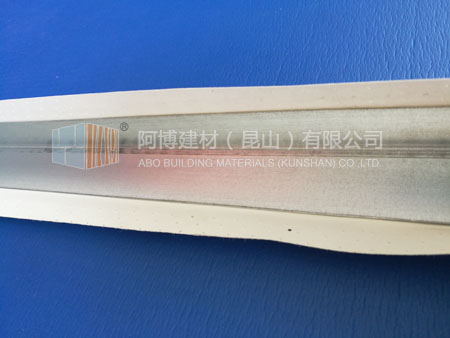 阿博建材（昆山）有限公司
ABO BUILDING MATERIALS (KUNSHAN) CO.,LTD.
®